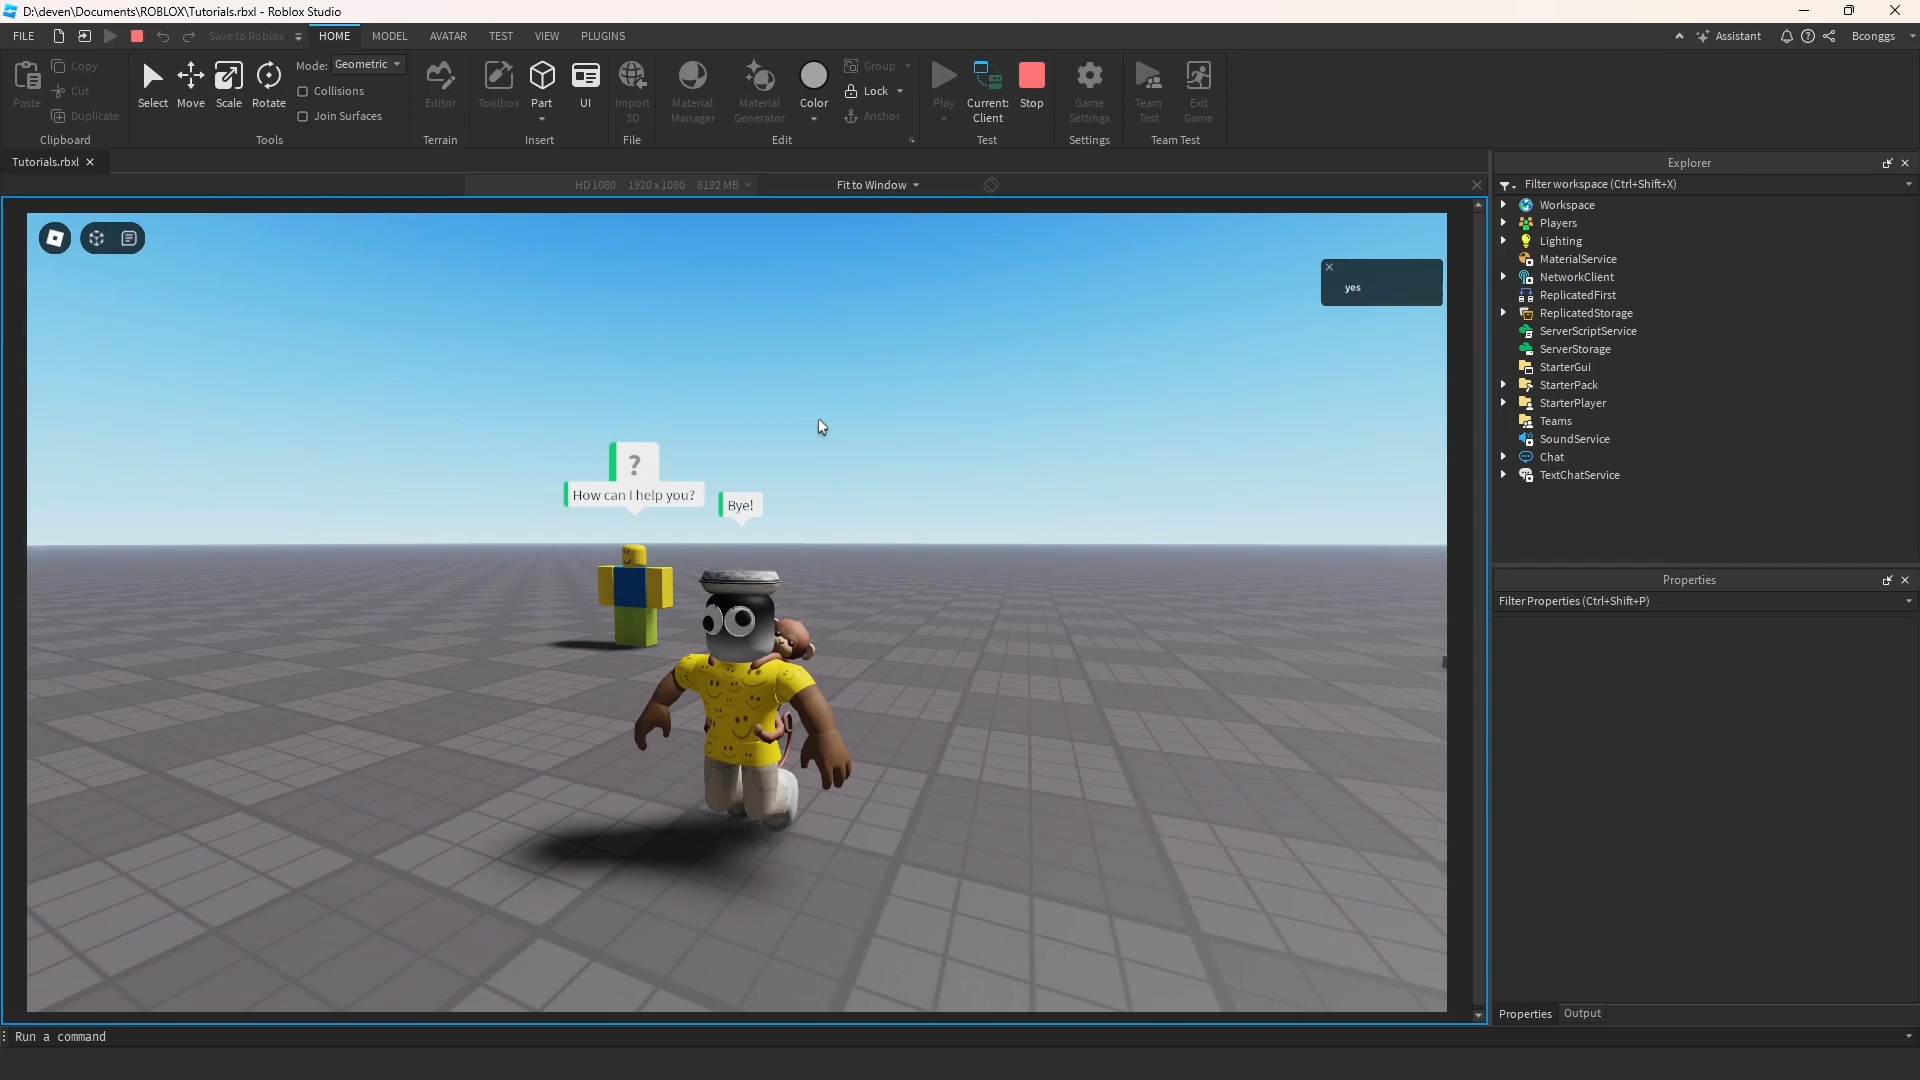 D:\deven\Documents\ROBLOX\Tutorials.rbxl - Roblox Studio
FILE
Save to Roblox
HOME
MODEL
AVATAR
TEST
VIEW
PLUGINS
Assistant
Bconggs
Paste
Copy
Cut
Duplicate
Clipboard
Select
Move
Scale
Rotate
Mode:
Geometric
Collisions
Join Surfaces
Tools
Editor
Terrain
Toolbox
Part
UI
Insert
Import
3D
File
Material
Manager
Material
Generator
Color
Group
Lock
Anchor
Edit
Play
Current:
Client
Stop
Test
Game
Settings
Settings
Team
Test
Exit
Game
Team Test
Tutorials.rbxl
HD 1080 1920 x 1080 8192 MB
Fit to Window
yes
?
How can I help you?
Bye!
Explorer
Filter workspace (Ctrl+Shift+X)
Workspace
Players
Lighting
MaterialService
NetworkClient
ReplicatedFirst
ReplicatedStorage
ServerScriptService
ServerStorage
StarterGui
StarterPack
StarterPlayer
Teams
SoundService
Chat
TextChatService
Properties
Filter Properties (Ctrl+Shift+P)
Properties
Output
Run a command